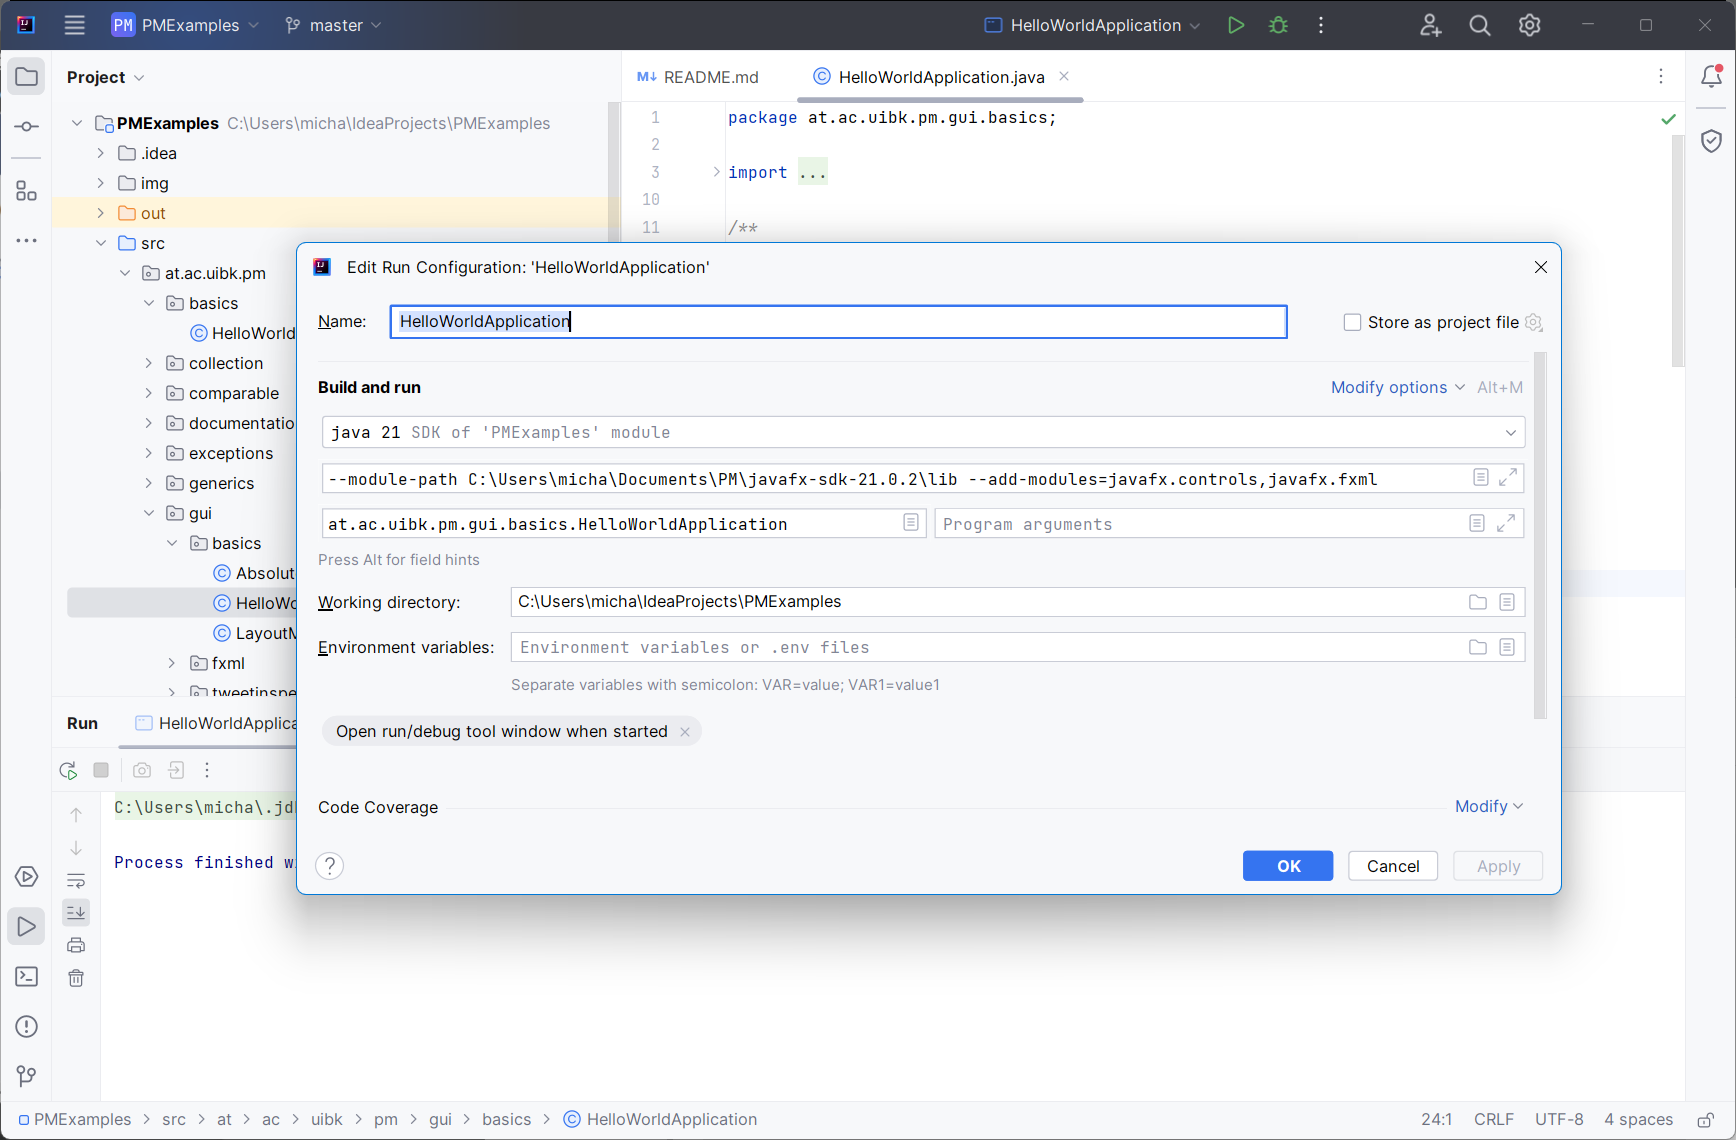 PM PMExamples master HelloWorldApplication
Project
README.md HelloWorldApplication.java
PMExamples C:\Users\micha\IdeaProjects\PMExamples
.idea
img
out
src
at.ac.uibk.pm
basics
HelloWorld
collection
comparable
documentatio
exceptions
generics
gui
basics
Absolut
HelloWo
LayoutM
fxml
tweetinspe
1 package at.ac.uibk.pm.gui.basics;
2
3 import ...
10
11 /**
Edit Run Configuration: 'HelloWorldApplication'
Name: HelloWorldApplication Store as project file
Build and run Modify options Alt+M
java 21 SDK of 'PMExamples' module
--module-path C:\Users\micha\Documents\PM\javafx-sdk-21.0.2\lib --add-modules=javafx.controls,javafx.fxml
at.ac.uibk.pm.gui.basics.HelloWorldApplication Program arguments
Press Alt for field hints
Working directory: C:\Users\micha\IdeaProjects\PMExamples
Environment variables: Environment variables or .env files
Separate variables with semicolon: VAR=value; VAR1=value1
Open run/debug tool window when started
Code Coverage Modify
? OK Cancel Apply
Run HelloWorldApplica
C:\Users\micha\.jd
Process finished w
PMExamples > src > at > ac > uibk > pm > gui > basics > HelloWorldApplication 24:1 CRLF UTF-8 4 spaces